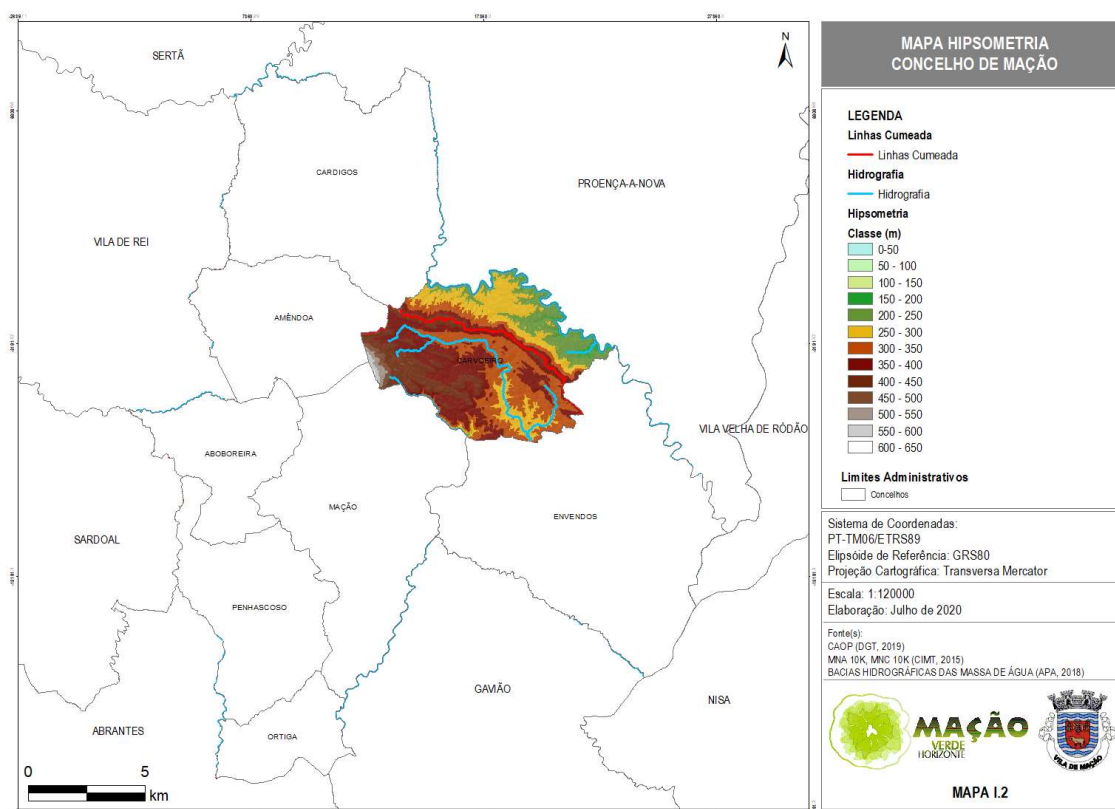 SERTÃ
N
CARDIGOS
PROENÇA-A-NOVA
VILA DE REI
AMÊNDOA
CARVOEIRO
VILA VELHA DE RÓDÃO
ABOBOREIRA
MAÇÃO
ENVENDOS
SARDOAL
PENHASCOSO
GAVIÃO
NISA
ABRANTES
ORTIGA
0 5
km
MAPA HIPSOMETRIA
CONCELHO DE MAÇÃO
LEGENDA
Linhas Cumeada
Linhas Cumeada
Hidrografia
Hidrografia
Hipsometria
Classe (m)
0-50
50 - 100
100 - 150
150 - 200
200 - 250
250 - 300
300 - 350
350 - 400
400 - 450
450 - 500
500 - 550
550 - 600
600 - 650
Limites Administrativos
Concelhos
Sistema de Coordenadas:
PT-TM06/ETRS89
Elipsóide de Referência: GRS80
Projeção Cartográfica: Transversa Mercator
Escala: 1:120000
Elaboração: Julho de 2020
Fonte(s):
CAOP (DGT, 2019)
MNA 10K, MNC 10K (CIMT, 2015)
BACIAS HIDROGRÁFICAS DAS MASSA DE ÁGUA (APA, 2018)
MAÇÃO
VERDE
HORIZONTE
VILA DE MAÇÃO
MAPA I.2